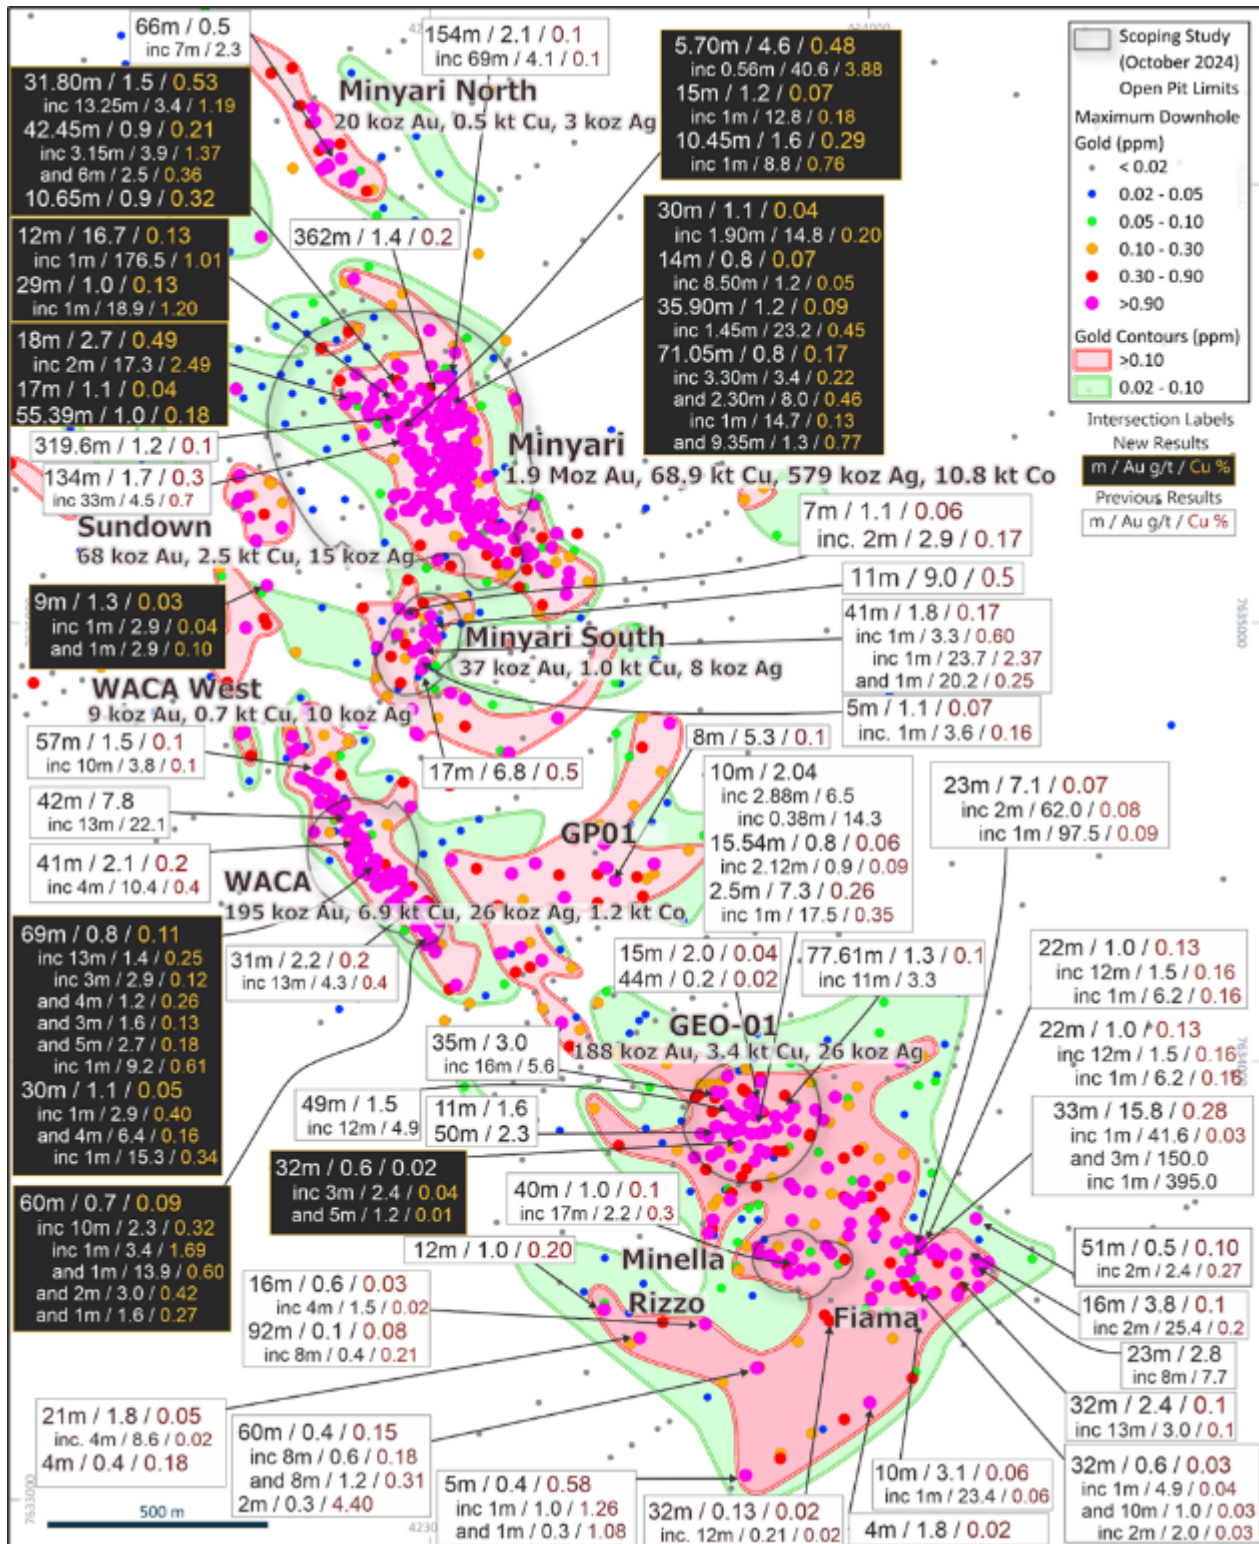 66m / 0.5
inc 7m / 2.3
154m / 2.1 / 0.1
inc 69m / 4.1 / 0.1
31.80m / 1.5 / 0.53
inc 13.25m / 3.4 / 1.19
42.45m / 0.9 / 0.21
inc 3.15m / 3.9 / 1.37
and 6m / 2.5 / 0.36
10.65m / 0.9 / 0.32
5.70m / 4.6 / 0.48
inc 0.56m / 40.6 / 3.88
15m / 1.2 / 0.07
inc 1m / 12.8 / 0.18
10.45m / 1.6 / 0.29
inc 1m / 8.8 / 0.76
Scoping Study
(October 2024)
Open Pit Limits
Maximum Downhole
Gold (ppm)
< 0.02
0.02 - 0.05
0.05 - 0.10
0.10 - 0.30
0.30 - 0.90
>0.90
Gold Contours (ppm)
>0.10
0.02 - 0.10
Intersection Labels
New Results
m / Au g/t / Cu %
Previous Results
m / Au g/t / Cu %
Minyari North
20 koz Au, 0.5 kt Cu, 3 koz Ag
362m / 1.4 / 0.2
12m / 16.7 / 0.13
inc 1m / 176.5 / 1.01
29m / 1.0 / 0.13
inc 1m / 18.9 / 1.20
30m / 1.1 / 0.04
inc 1.90m / 14.8 / 0.20
14m / 0.8 / 0.07
inc 8.50m / 1.2 / 0.05
35.90m / 1.2 / 0.09
inc 1.45m / 23.2 / 0.45
71.05m / 0.8 / 0.17
inc 3.30m / 3.4 / 0.22
and 2.30m / 8.0 / 0.46
inc 1m / 14.7 / 0.13
and 9.35m / 1.3 / 0.77
18m / 2.7 / 0.49
inc 2m / 17.3 / 2.49
17m / 1.1 / 0.04
55.39m / 1.0 / 0.18
319.6m / 1.2 / 0.1
134m / 1.7 / 0.3
inc 33m / 4.5 / 0.7
Minyari
1.9 Moz Au, 68.9 kt Cu, 579 koz Ag, 10.8 kt Co
Sundown
68 koz Au, 2.5 kt Cu, 15 koz Ag
7m / 1.1 / 0.06
inc. 2m / 2.9 / 0.17
11m / 9.0 / 0.5
9m / 1.3 / 0.03
inc 1m / 2.9 / 0.04
and 1m / 2.9 / 0.10
41m / 1.8 / 0.17
inc 1m / 3.3 / 0.60
inc 1m / 23.7 / 2.37
and 1m / 20.2 / 0.25
7635000
Minyari South
37 koz Au, 1.0 kt Cu, 8 koz Ag
WACA West
9 koz Au, 0.7 kt Cu, 10 koz Ag
5m / 1.1 / 0.07
inc. 1m / 3.6 / 0.16
57m / 1.5 / 0.1
inc 10m / 3.8 / 0.1
17m / 6.8 / 0.5
8m / 5.3 / 0.1
10m / 2.04
inc 2.88m / 6.5
inc 0.38m / 14.3
15.54m / 0.8 / 0.06
inc 2.12m / 0.9 / 0.09
2.5m / 7.3 / 0.26
inc 1m / 17.5 / 0.35
23m / 7.1 / 0.07
inc 2m / 62.0 / 0.08
inc 1m / 97.5 / 0.09
42m / 7.8
inc 13m / 22.1
41m / 2.1 / 0.2
inc 4m / 10.4 / 0.4
GP01
WACA
195 koz Au, 6.9 kt Cu, 26 koz Ag, 1.2 kt Co
69m / 0.8 / 0.11
inc 13m / 1.4 / 0.25
inc 3m / 2.9 / 0.12
and 4m / 1.2 / 0.26
and 3m / 1.6 / 0.13
and 5m / 2.7 / 0.18
inc 1m / 9.2 / 0.61
30m / 1.1 / 0.05
inc 1m / 2.9 / 0.40
and 4m / 6.4 / 0.16
inc 1m / 15.3 / 0.34
31m / 2.2 / 0.2
inc 13m / 4.3 / 0.4
15m / 2.0 / 0.04
44m / 0.2 / 0.02
77.61m / 1.3 / 0.1
inc 11m / 3.3
22m / 1.0 / 0.13
inc 12m / 1.5 / 0.16
inc 1m / 6.2 / 0.16
22m / 1.0 / 0.13
inc 12m / 1.5 / 0.16
inc 1m / 6.2 / 0.16
GEO-01
188 koz Au, 3.4 kt Cu, 26 koz Ag
35m / 3.0
inc 16m / 5.6
49m / 1.5
inc 12m / 4.9
11m / 1.6
50m / 2.3
33m / 15.8 / 0.28
inc 1m / 41.6 / 0.03
and 3m / 150.0
inc 1m / 395.0
32m / 0.6 / 0.02
inc 3m / 2.4 / 0.04
and 5m / 1.2 / 0.01
60m / 0.7 / 0.09
inc 10m / 2.3 / 0.32
inc 1m / 3.4 / 1.69
and 1m / 13.9 / 0.60
and 2m / 3.0 / 0.42
and 1m / 1.6 / 0.27
40m / 1.0 / 0.1
inc 17m / 2.2 / 0.3
12m / 1.0 / 0.20
Minella
51m / 0.5 / 0.10
inc 2m / 2.4 / 0.27
16m / 0.6 / 0.03
inc 4m / 1.5 / 0.02
92m / 0.1 / 0.08
inc 8m / 0.4 / 0.21
Rizzo
Fiama
16m / 3.8 / 0.1
inc 2m / 25.4 / 0.2
23m / 2.8
inc 8m / 7.7
32m / 2.4 / 0.1
inc 13m / 3.0 / 0.1
21m / 1.8 / 0.05
inc. 4m / 8.6 / 0.02
4m / 0.4 / 0.18
60m / 0.4 / 0.15
inc 8m / 0.6 / 0.18
and 8m / 1.2 / 0.31
2m / 0.3 / 4.40
5m / 0.4 / 0.58
inc 1m / 1.0 / 1.26
and 1m / 0.3 / 1.08
10m / 3.1 / 0.06
inc 1m / 23.4 / 0.06
32m / 0.6 / 0.03
inc 1m / 4.9 / 0.04
and 10m / 1.0 / 0.03
inc 2m / 2.0 / 0.03
32m / 0.13 / 0.02
inc. 12m / 0.21 / 0.02
4m / 1.8 / 0.02
7633000
500 m